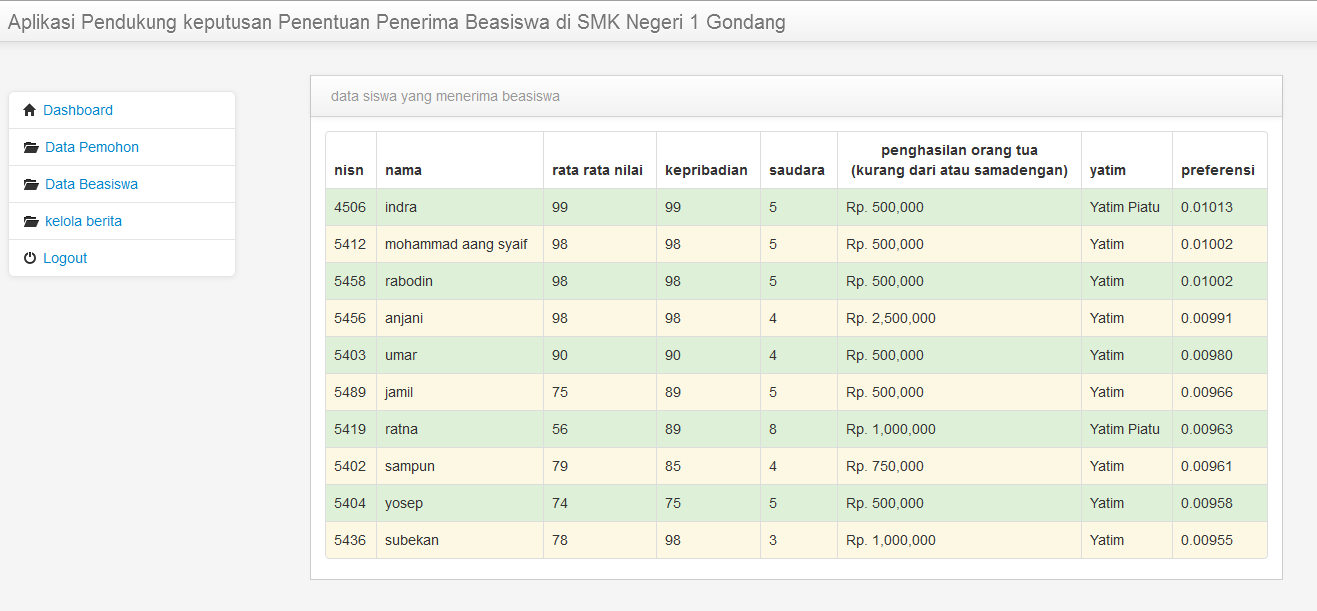 Aplikasi Pendukung keputusan Penentuan Penerima Beasiswa di SMK Negeri 1 Gondang
Dashboard
Data Pemohon
Data Beasiswa
kelola berita
Logout
data siswa yang menerima beasiswa
nisn nama rata rata nilai kepribadian saudara penghasilan orang tua (kurang dari atau samadengan) yatim preferensi
4506 indra 99 99 5 Rp. 500,000 Yatim Piatu 0.01013
5412 mohammad aang syaif 98 98 5 Rp. 500,000 Yatim 0.01002
5458 rabodin 98 98 5 Rp. 500,000 Yatim 0.01002
5456 anjani 98 98 4 Rp. 2,500,000 Yatim 0.00991
5403 umar 90 90 4 Rp. 500,000 Yatim 0.00980
5489 jamil 75 89 5 Rp. 500,000 Yatim 0.00966
5419 ratna 56 89 8 Rp. 1,000,000 Yatim Piatu 0.00963
5402 sampun 79 85 4 Rp. 750,000 Yatim 0.00961
5404 yosep 74 75 5 Rp. 500,000 Yatim 0.00958
5436 subekan 78 98 3 Rp. 1,000,000 Yatim 0.00955